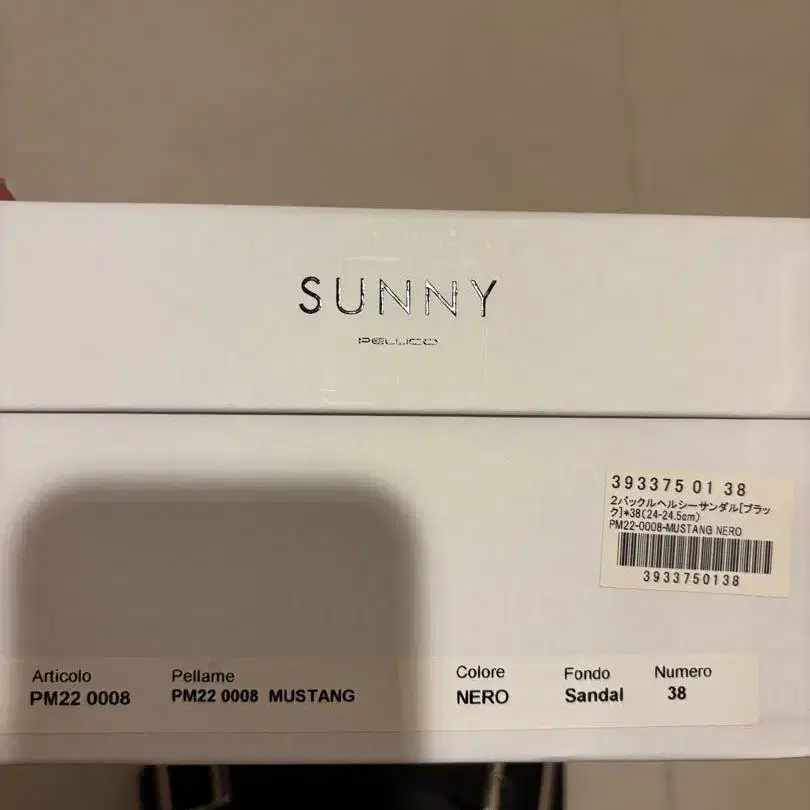 SUNNY
PELLICO
393375 01 38
2バックルヘルシーサンダル[ブラッ
ク]*38(24-24.5cm)
PM22-0008-MUSTANG NERO
3933750138
Articolo Pellame Colore Fondo Numero
PM22 0008 PM22 0008 MUSTANG NERO Sandal 38